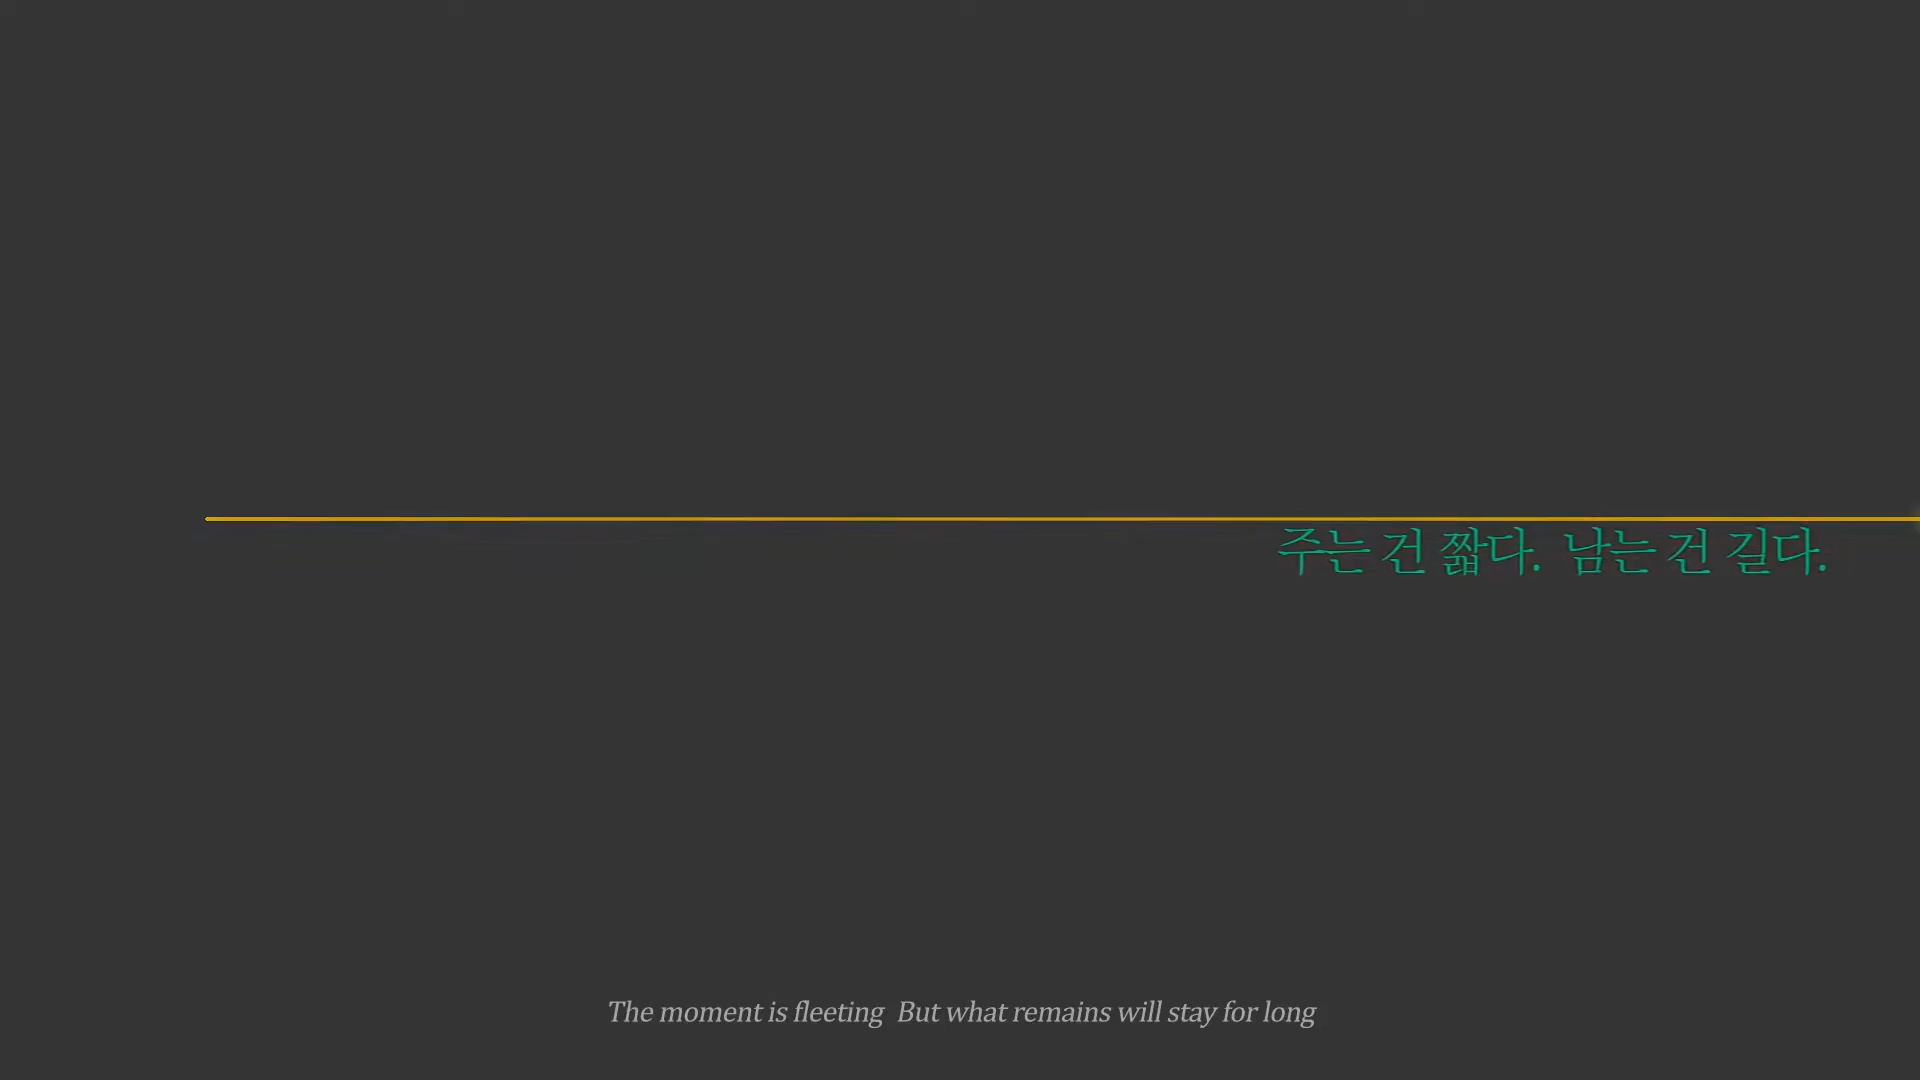 주는 건 짧다. 남는 건 길다.
The moment is fleeting But what remains will stay for long